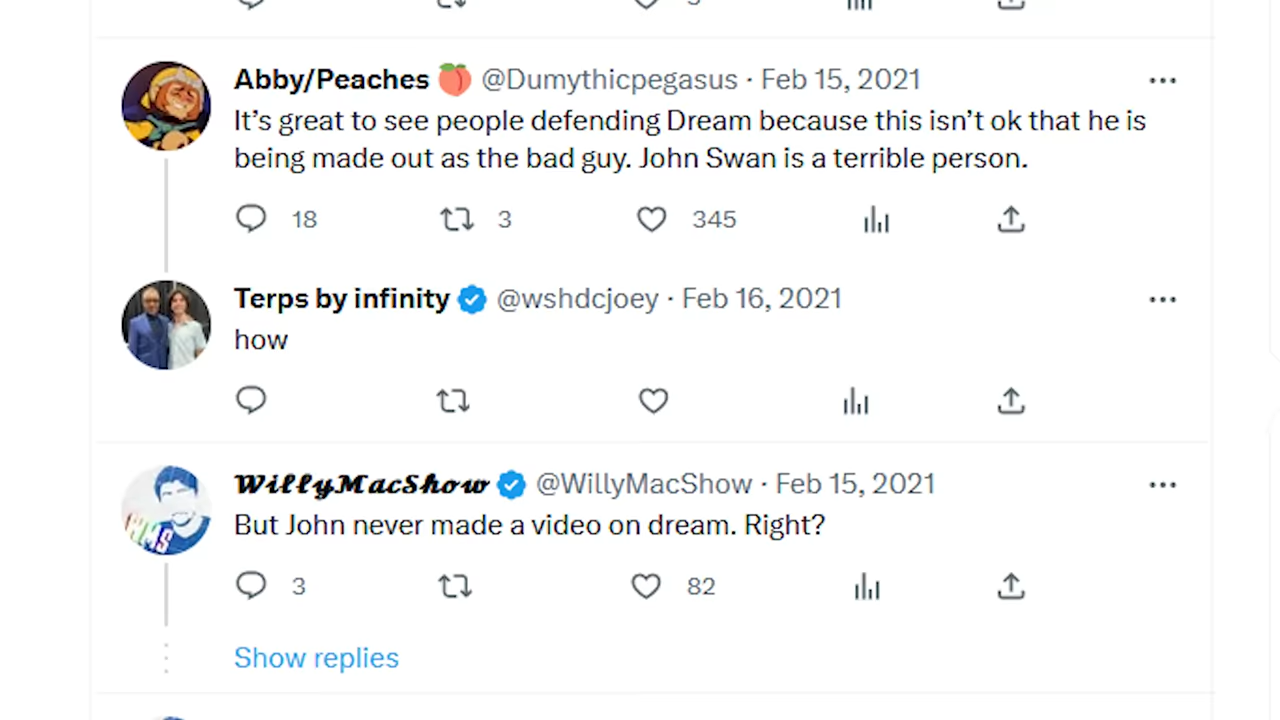 Abby/Peaches 🍑 @Dumythicpegasus · Feb 15, 2021
It’s great to see people defending Dream because this isn’t ok that he is
being made out as the bad guy. John Swan is a terrible person.
18 3 345
Terps by infinity @wshdcjoey · Feb 16, 2021
how
WillyMacShow @WillyMacShow · Feb 15, 2021
But John never made a video on dream. Right?
3 82
Show replies